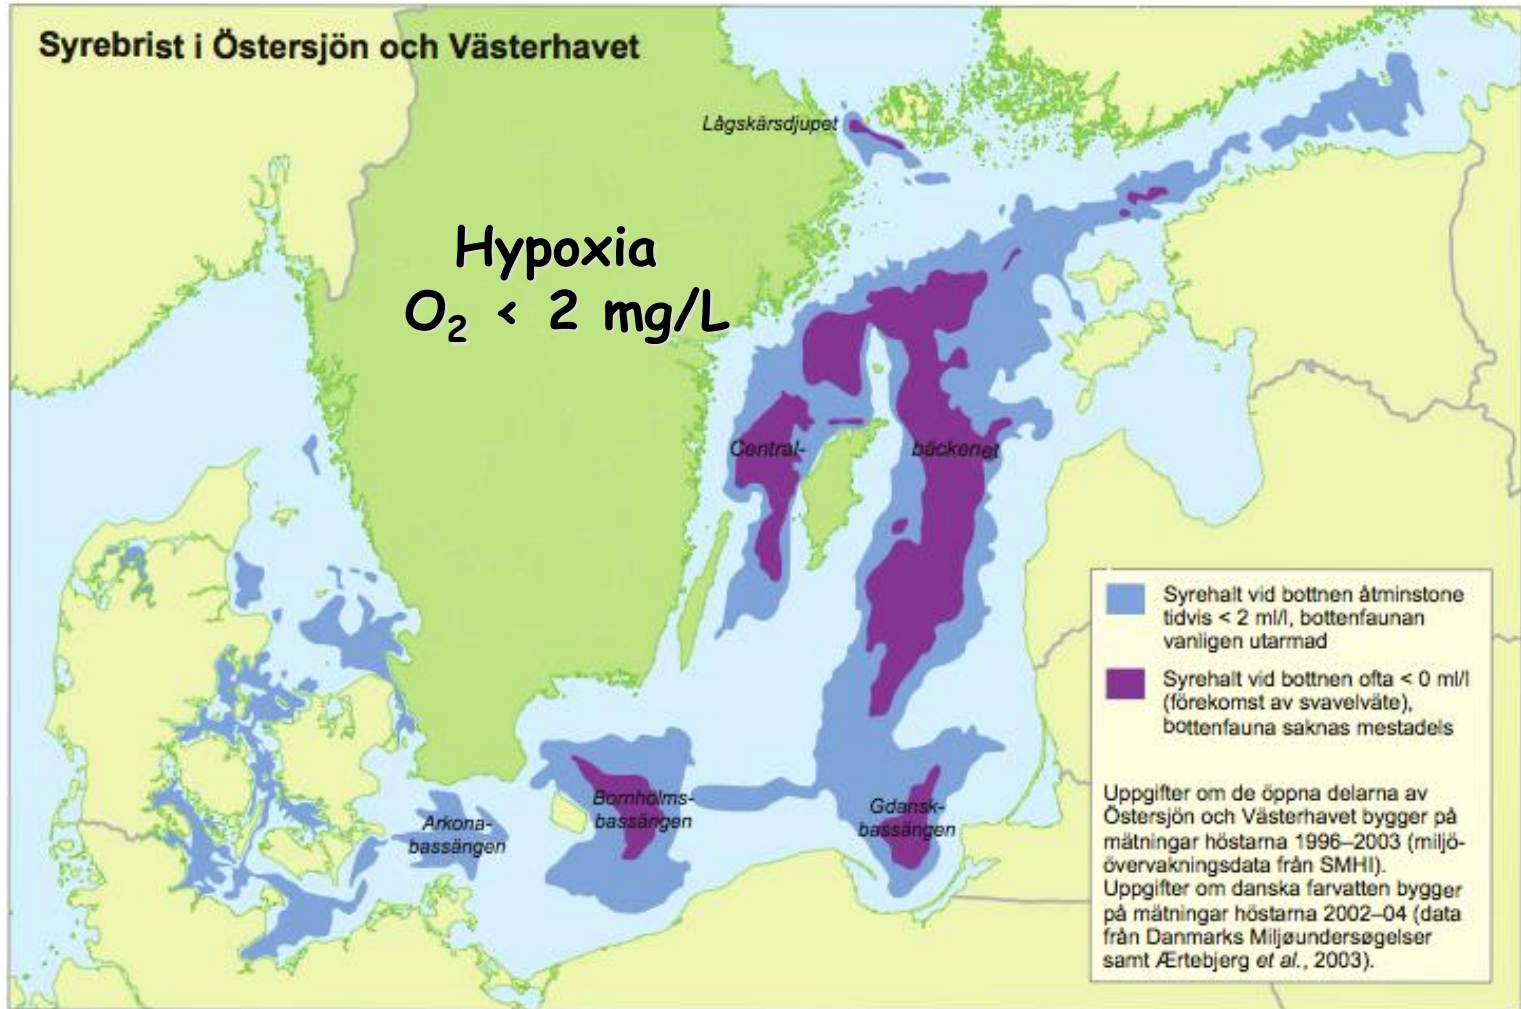 Syrebrist i Östersjön och Västerhavet
Lågskärsdjupet
Hypoxia
O₂ < 2 mg/L
Central-
bäckenet
Bornholms-
bassängen
Gdansk-
bassängen
Arkona-
bassängen
Syrehalt vid bottnen åtminstone
tidvis < 2 ml/l, bottenfaunan
vanligen utarmad
Syrehalt vid bottnen ofta < 0 ml/l
(förekomst av svavelväte),
bottenfauna saknas mestadels
Uppgifter om de öppna delarna av
Östersjön och Västerhavet bygger på
mätningar höstarna 1996–2003 (miljö-
övervakningsdata från SMHI).
Uppgifter om danska farvatten bygger
på mätningar höstarna 2002–04 (data
från Danmarks Miljøundersøgelser
samt Ærtebjerg et al., 2003).